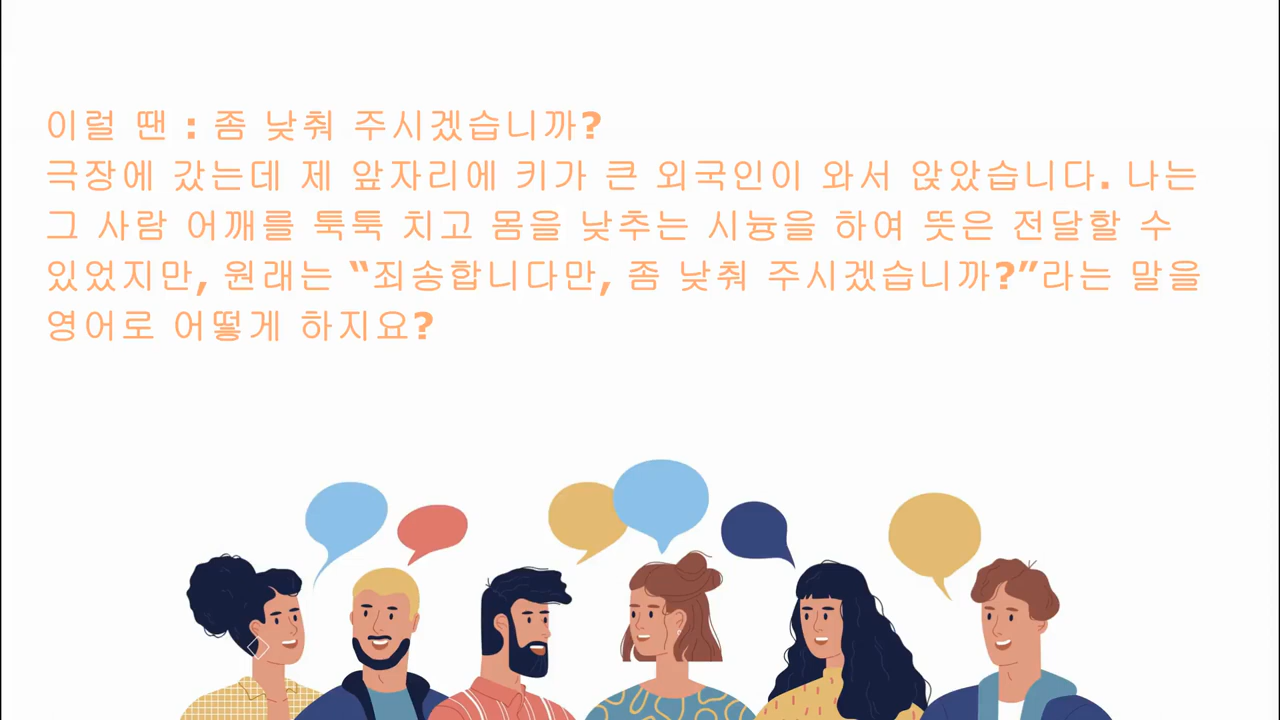 이럴 땐 : 좀 낮춰 주시겠습니까?
극장에 갔는데 제 앞자리에 키가 큰 외국인이 와서 앉았습니다. 나는
그 사람 어깨를 툭툭 치고 몸을 낮추는 시늉을 하여 뜻은 전달할 수
있었지만, 원래는 “죄송합니다만, 좀 낮춰 주시겠습니까?”라는 말을
영어로 어떻게 하지요?